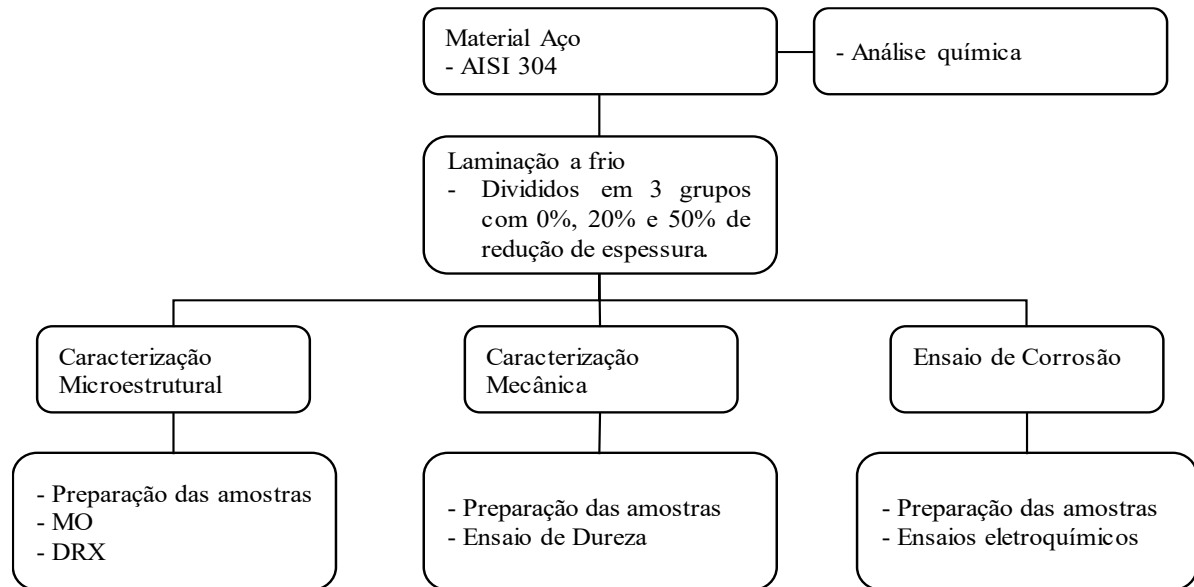 Material Aço
- AISI 304
- Análise química
Laminação a frio
- Divididos em 3 grupos
com 0%, 20% e 50% de
redução de espessura.
Caracterização
Microestrutural
Caracterização
Mecânica
Ensaio de Corrosão
- Preparação das amostras
- MO
- DRX
- Preparação das amostras
- Ensaio de Dureza
- Preparação das amostras
- Ensaios eletroquímicos